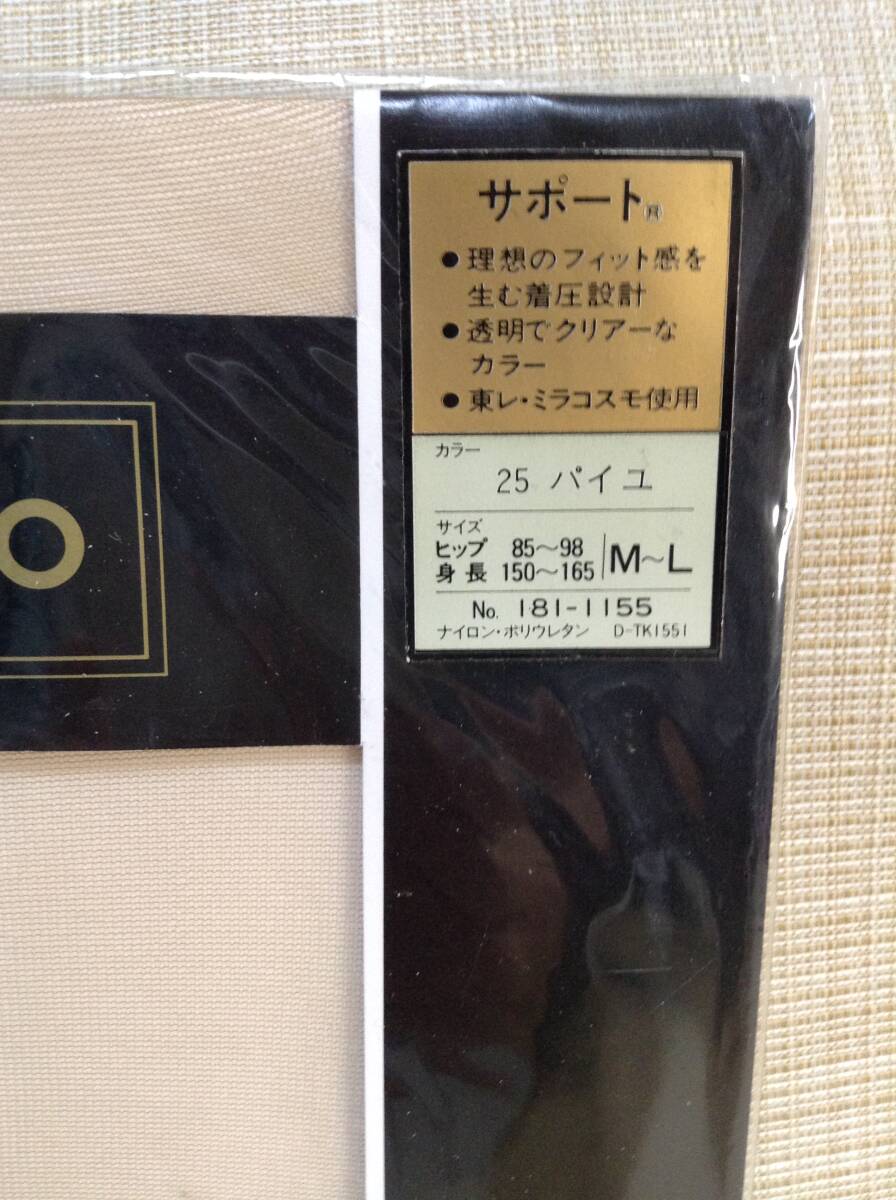 サポート®
●理想のフィット感を
生む着圧設計
●透明でクリアーな
カラー
●東レ・ミラコスモ使用
カラー
25 パイユ
サイズ
ヒップ 85〜98
身長 150〜165 M〜L
No. 181-1155
ナイロン・ポリウレタン D-TK1551
O